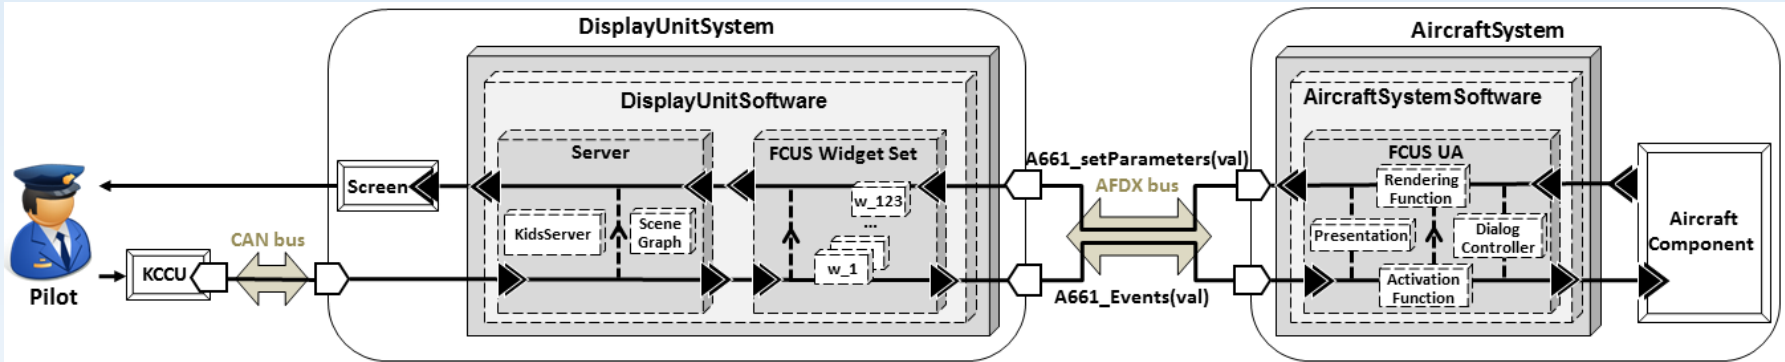 DisplayUnitSystem
AircraftSystem
DisplayUnitSoftware
AircraftSystemSoftware
Server
FCUS Widget Set
FCUS UA
A661_setParameters(val)
AFDX bus
Screen
w_123
...
w_1
KidsServer
Scene
Graph
Rendering
Function
Presentation
Dialog
Controller
Activation
Function
Aircraft
Component
CAN bus
KCCU
Pilot
A661_Events(val)